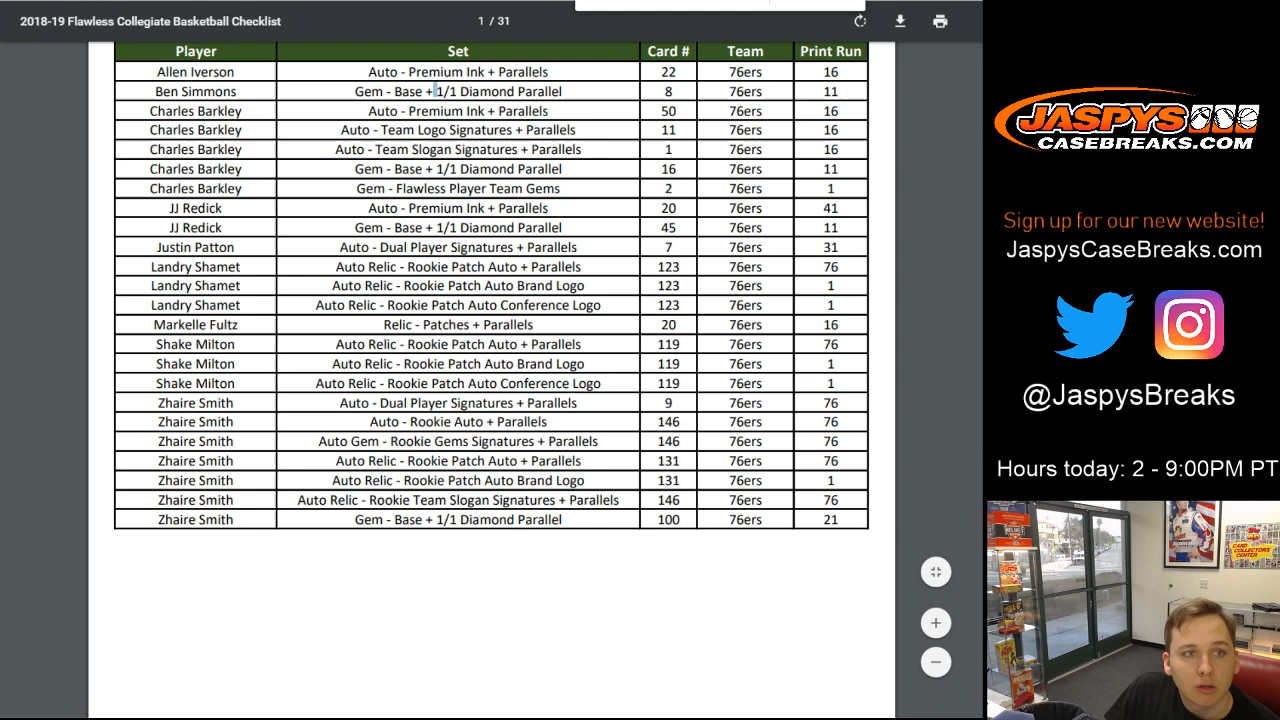 2018-19 Flawless Collegiate Basketball Checklist 1 / 31
Player Set Card # Team Print Run
Allen Iverson Auto - Premium Ink + Parallels 22 76ers 16
Ben Simmons Gem - Base + 1/1 Diamond Parallel 8 76ers 11
Charles Barkley Auto - Premium Ink + Parallels 50 76ers 16
Charles Barkley Auto - Team Logo Signatures + Parallels 11 76ers 16
Charles Barkley Auto - Team Slogan Signatures + Parallels 1 76ers 16
Charles Barkley Gem - Base + 1/1 Diamond Parallel 16 76ers 11
Charles Barkley Gem - Flawless Player Team Gems 2 76ers 1
JJ Redick Auto - Premium Ink + Parallels 20 76ers 41
JJ Redick Gem - Base + 1/1 Diamond Parallel 45 76ers 11
Justin Patton Auto - Dual Player Signatures + Parallels 7 76ers 31
Landry Shamet Auto Relic - Rookie Patch Auto + Parallels 123 76ers 76
Landry Shamet Auto Relic - Rookie Patch Auto Brand Logo 123 76ers 1
Landry Shamet Auto Relic - Rookie Patch Auto Conference Logo 123 76ers 1
Markelle Fultz Relic - Patches + Parallels 20 76ers 16
Shake Milton Auto Relic - Rookie Patch Auto + Parallels 119 76ers 76
Shake Milton Auto Relic - Rookie Patch Auto Brand Logo 119 76ers 1
Shake Milton Auto Relic - Rookie Patch Auto Conference Logo 119 76ers 1
Zhaire Smith Auto - Dual Player Signatures + Parallels 9 76ers 76
Zhaire Smith Auto - Rookie Auto + Parallels 146 76ers 76
Zhaire Smith Auto Gem - Rookie Gems Signatures + Parallels 146 76ers 76
Zhaire Smith Auto Relic - Rookie Patch Auto + Parallels 131 76ers 76
Zhaire Smith Auto Relic - Rookie Patch Auto Brand Logo 131 76ers 1
Zhaire Smith Auto Relic - Rookie Team Slogan Signatures + Parallels 146 76ers 76
Zhaire Smith Gem - Base + 1/1 Diamond Parallel 100 76ers 21
JASPYS
CASEBREAKS.COM
Sign up for our new website!
JaspysCaseBreaks.com
@JaspysBreaks
Hours today: 2 - 9:00PM PT
Topps
CARD
COLLECTORS
CENTER